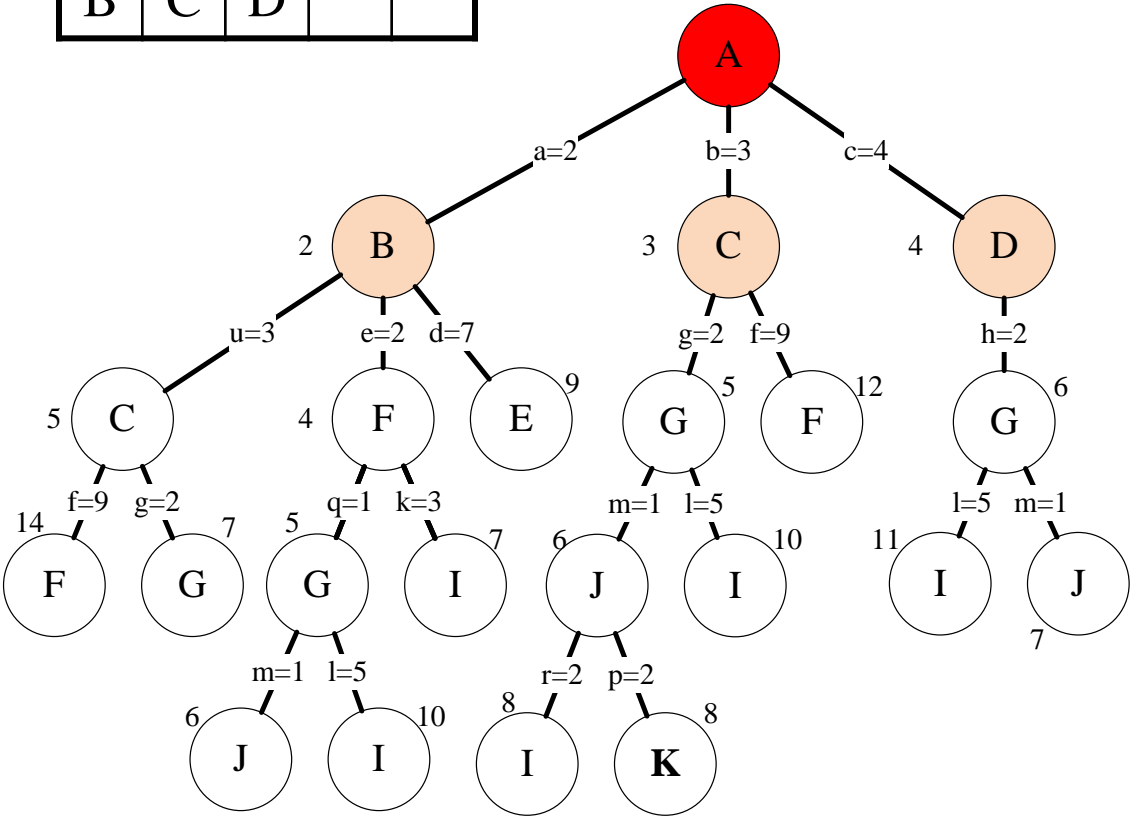 B C D
A
a=2 b=3 c=4
2 B 3 C 4 D
u=3 e=2 d=7 g=2 f=9 h=2
5 C 4 F E 9 G 5 F 12 G 6
f=9 g=2 q=1 k=3 m=1 l=5 l=5 m=1
14 F G 7 5 G I 7 6 J I 10 11 I J 7
m=1 l=5 r=2 p=2
6 J I 10 8 I K 8